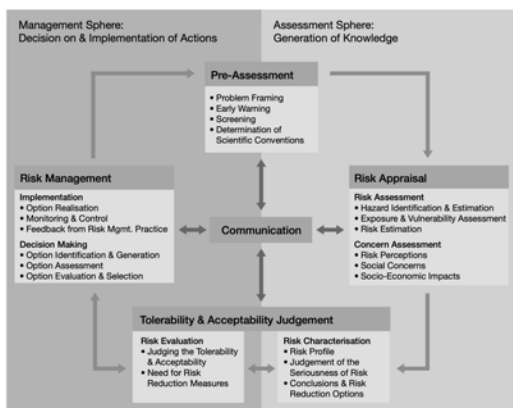 Management Sphere:
Decision on & Implementation of Actions
Assessment Sphere:
Generation of Knowledge
Pre-Assessment
• Problem Framing
• Early Warning
• Screening
• Determination of
Scientific Conventions
Risk Management
Implementation
• Option Realisation
• Monitoring & Control
• Feedback from Risk Mgmt. Practice
Decision Making
• Option Identification & Generation
• Option Assessment
• Option Evaluation & Selection
Communication
Risk Appraisal
Risk Assessment
• Hazard Identification & Estimation
• Exposure & Vulnerability Assessment
• Risk Estimation
Concern Assessment
• Risk Perceptions
• Social Concerns
• Socio-Economic Impacts
Tolerability & Acceptability Judgement
Risk Evaluation
• Judging the Tolerability
& Acceptability
• Need for Risk
Reduction Measures
Risk Characterisation
• Risk Profile
• Judgement of the
Seriousness of Risk
• Conclusions & Risk
Reduction Options